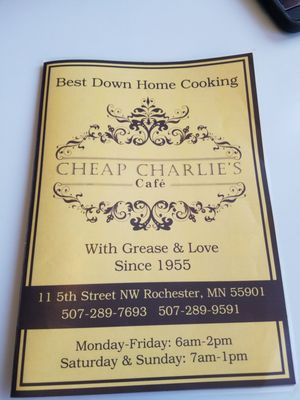 Best Down Home Cooking
CHEAP CHARLIE'S
Café
With Grease & Love
Since 1955
11 5th Street NW Rochester, MN 55901
507-289-7693 507-289-9591
Monday-Friday: 6am-2pm
Saturday & Sunday: 7am-1pm